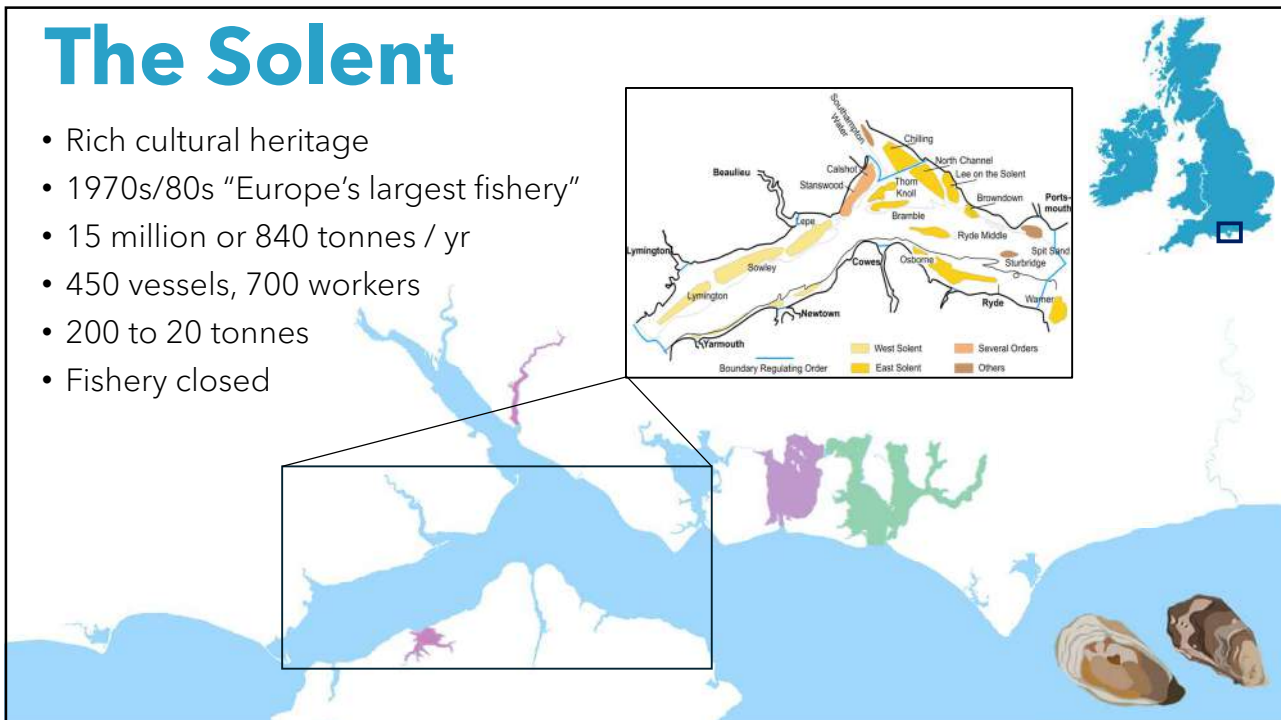 The Solent
• Rich cultural heritage
• 1970s/80s “Europe’s largest fishery”
• 15 million or 840 tonnes / yr
• 450 vessels, 700 workers
• 200 to 20 tonnes
• Fishery closed
Southampton
Water
Chilling
North Channel
Lee on the Solent
Calshot
Stanswood
Beaulieu
Thorn
Knoll
Browndown
Ports-
mouth
Bramble
Lepe
Ryde Middle
Spit Sand
Lymington
Sowley
Cowes
Osborne
Sturbridge
Lymington
Ryde
Warner
Newtown
Yarmouth
West Solent
Several Orders
Boundary Regulating Order
East Solent
Others